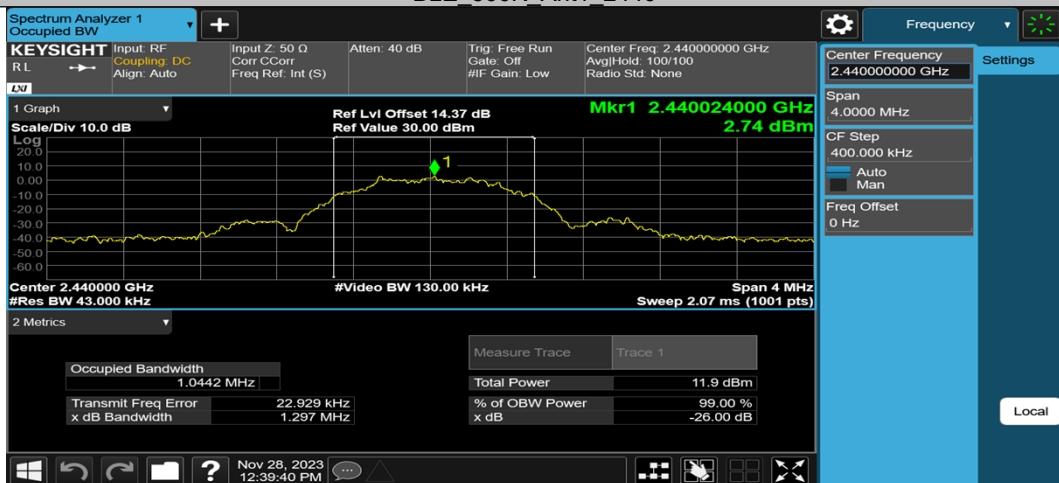 Spectrum Analyzer 1
Occupied BW
Frequency
KEYSIGHT
RL
LXI
Input: RF
Coupling: DC
Align: Auto
Input Z: 50 Ω
Corr CCorr
Freq Ref: Int (S)
Atten: 40 dB
Trig: Free Run
Gate: Off
#IF Gain: Low
Center Freq: 2.440000000 GHz
Avg|Hold: 100/100
Radio Std: None
Center Frequency
2.440000000 GHz
Settings
Span
4.0000 MHz
CF Step
400.000 kHz
Auto
Man
Freq Offset
0 Hz
Local
1 Graph
Scale/Div 10.0 dB
Ref Lvl Offset 14.37 dB
Ref Value 30.00 dBm
Mkr1 2.440024000 GHz
2.74 dBm
Log
20.0
10.0
0.00
-10.0
-20.0
-30.0
-40.0
-50.0
-60.0
1
Center 2.440000 GHz
#Res BW 43.000 kHz
#Video BW 130.00 kHz
Span 4 MHz
Sweep 2.07 ms (1001 pts)
2 Metrics
Measure Trace
Trace 1
Occupied Bandwidth
1.0442 MHz
Total Power
11.9 dBm
Transmit Freq Error
22.929 kHz
% of OBW Power
99.00 %
x dB Bandwidth
1.297 MHz
x dB
-26.00 dB
Nov 28, 2023
12:39:40 PM